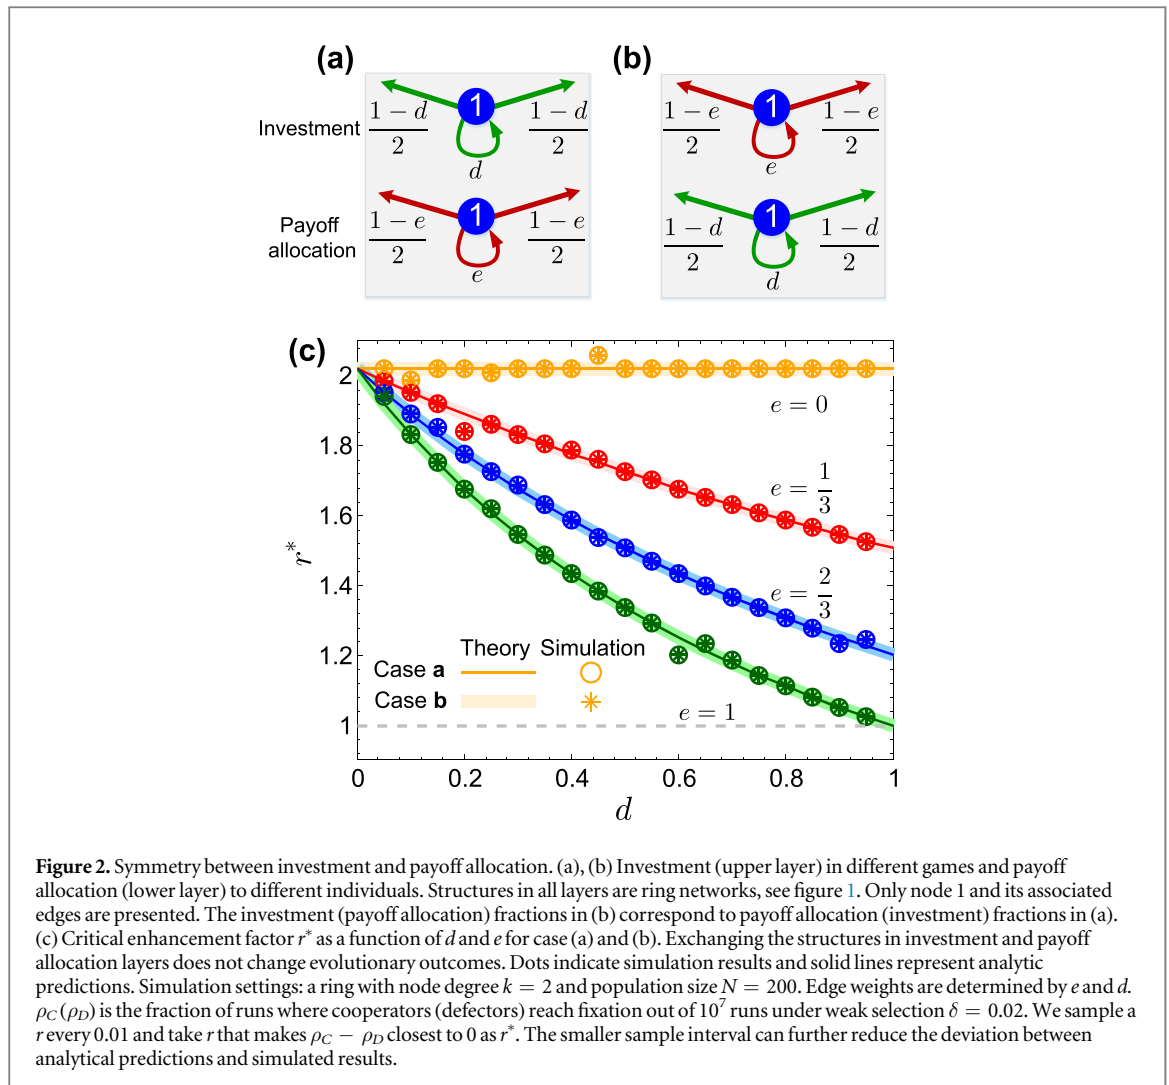 (a) (b)
Investment
1 − d
2
1 − d
2
d
1
1 − e
2
1 − e
2
e
1
Payoff
allocation
1 − e
2
1 − e
2
e
1
1 − d
2
1 − d
2
d
1
(c)
2
1.8
1.6
1.4
1.2
1
r*
e = 0
e = 1/3
e = 2/3
e = 1
Theory Simulation
Case a
Case b
0 0.2 0.4 0.6 0.8 1
d
Figure 2. Symmetry between investment and payoff allocation. (a), (b) Investment (upper layer) in different games and payoff
allocation (lower layer) to different individuals. Structures in all layers are ring networks, see figure 1. Only node 1 and its associated
edges are presented. The investment (payoff allocation) fractions in (b) correspond to payoff allocation (investment) fractions in (a).
(c) Critical enhancement factor r* as a function of d and e for case (a) and (b). Exchanging the structures in investment and payoff
allocation layers does not change evolutionary outcomes. Dots indicate simulation results and solid lines represent analytic
predictions. Simulation settings: a ring with node degree k = 2 and population size N = 200. Edge weights are determined by e and d.
ρC (ρD) is the fraction of runs where cooperators (defectors) reach fixation out of 10⁷ runs under weak selection δ = 0.02. We sample a
r every 0.01 and take r that makes ρC − ρD closest to 0 as r*. The smaller sample interval can further reduce the deviation between
analytical predictions and simulated results.